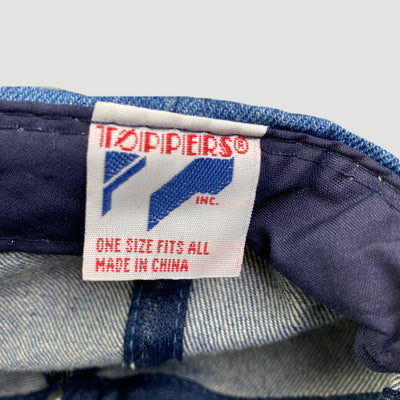 TOPPERS®
INC.
ONE SIZE FITS ALL
MADE IN CHINA